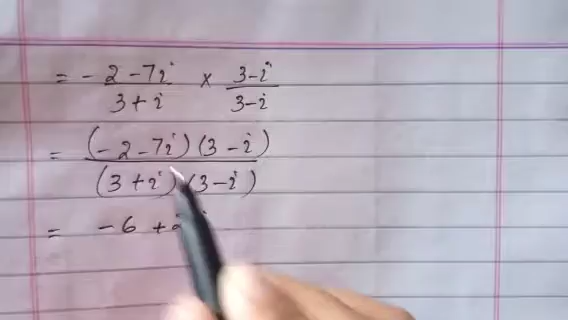 = - 2 - 7i / 3 + i × 3 - i / 3 - i
= (- 2 - 7i) (3 - i) / (3 + i) (3 - i)
= - 6 +